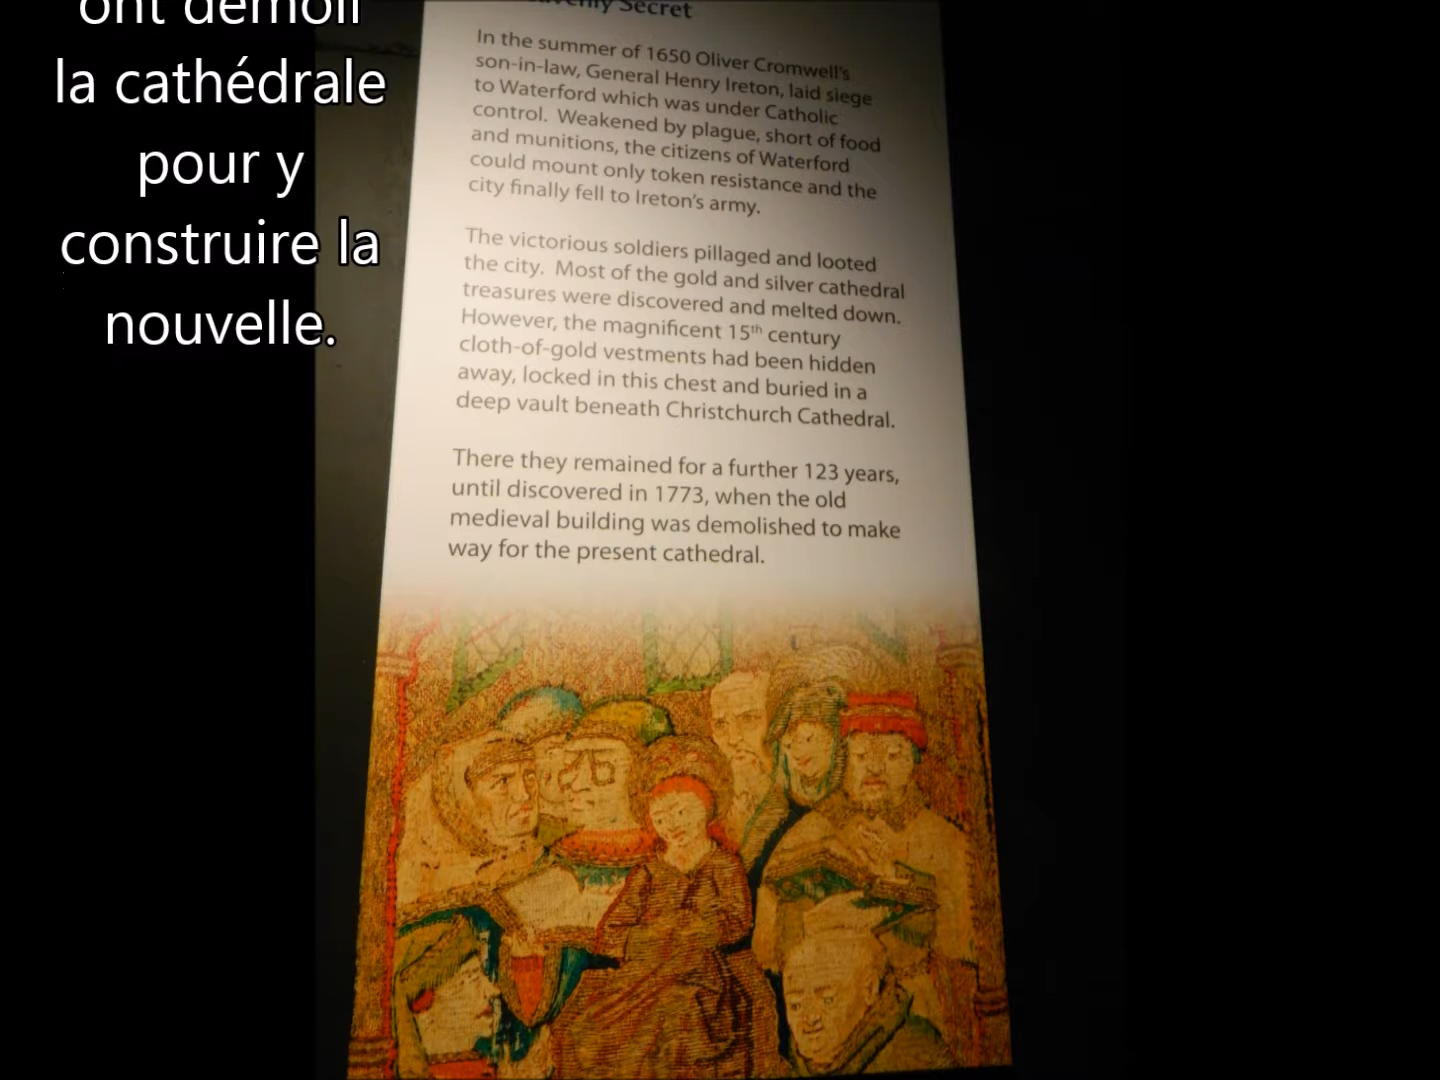 ont démoli
la cathédrale
pour y
construire la
nouvelle.
Secret
In the summer of 1650 Oliver Cromwell's
son-in-law, General Henry Ireton, laid siege
to Waterford which was under Catholic
control. Weakened by plague, short of food
and munitions, the citizens of Waterford
could mount only token resistance and the
city finally fell to Ireton's army.
The victorious soldiers pillaged and looted
the city. Most of the gold and silver cathedral
treasures were discovered and melted down.
However, the magnificent 15th century
cloth-of-gold vestments had been hidden
away, locked in this chest and buried in a
deep vault beneath Christchurch Cathedral.
There they remained for a further 123 years,
until discovered in 1773, when the old
medieval building was demolished to make
way for the present cathedral.